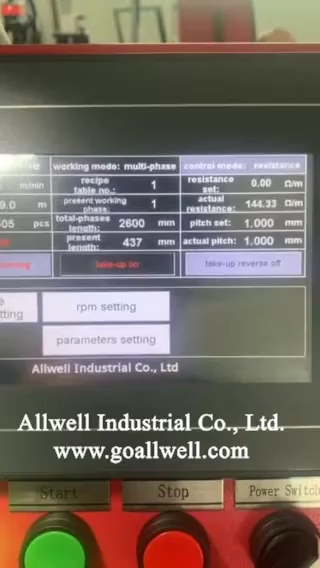 Hz working mode: multi-phase control mode: resistance
m/min recipe table no.: 1 resistance set: 0.00 Ω/m
9.0 m present working phase: 1 actual resistance: 144.33 Ω/m
05 pcs total-phases length: 2600 mm pitch set: 1.000 mm
present length: 437 mm actual pitch: 1.000 mm
take-up on take-up reverse off
rpm setting
parameters setting
Allwell Industrial Co., Ltd
Allwell Industrial Co., Ltd.
www.goallwell.com
Start Stop Power Switch